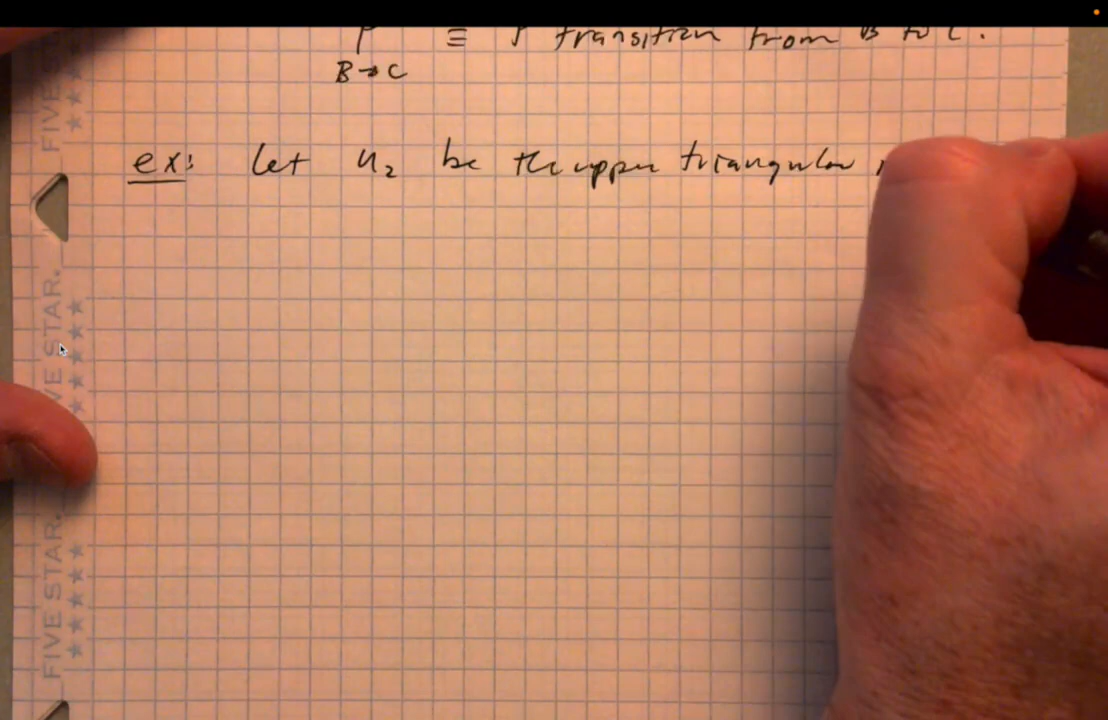 P ≡ transition from B to C.
B → C
ex: let U₂ be the upper triangular
FIVE STAR.
FIVE STAR.
FIVE STAR.